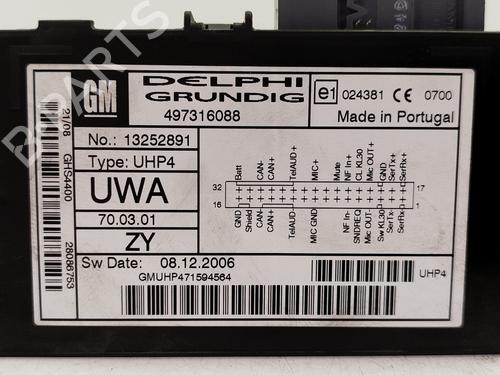 GM
DELPHI
GRUNDIG
497316088
e1 024381 CE 0700
Made in Portugal
21/08
GHIS4400
28086753
No.: 13252891
Type: UHP4
UWA
70.03.01
ZY
Sw Date: 08.12.2006
GMUHP471594564
UHP4
Batt
CAN-
CAN+
TelAUD+
MIC+
Mute
NF In+
CL KL30
Mic OUT+
GND
SerTx+
SerRx+
32
17
16
1
GND
Shield
CAN-
CAN+
TelAUD-
MIC GND
NF In-
SNDREQ
Mic OUT-
Sw KL30
SerTx-
SerRx-
B-PARTS